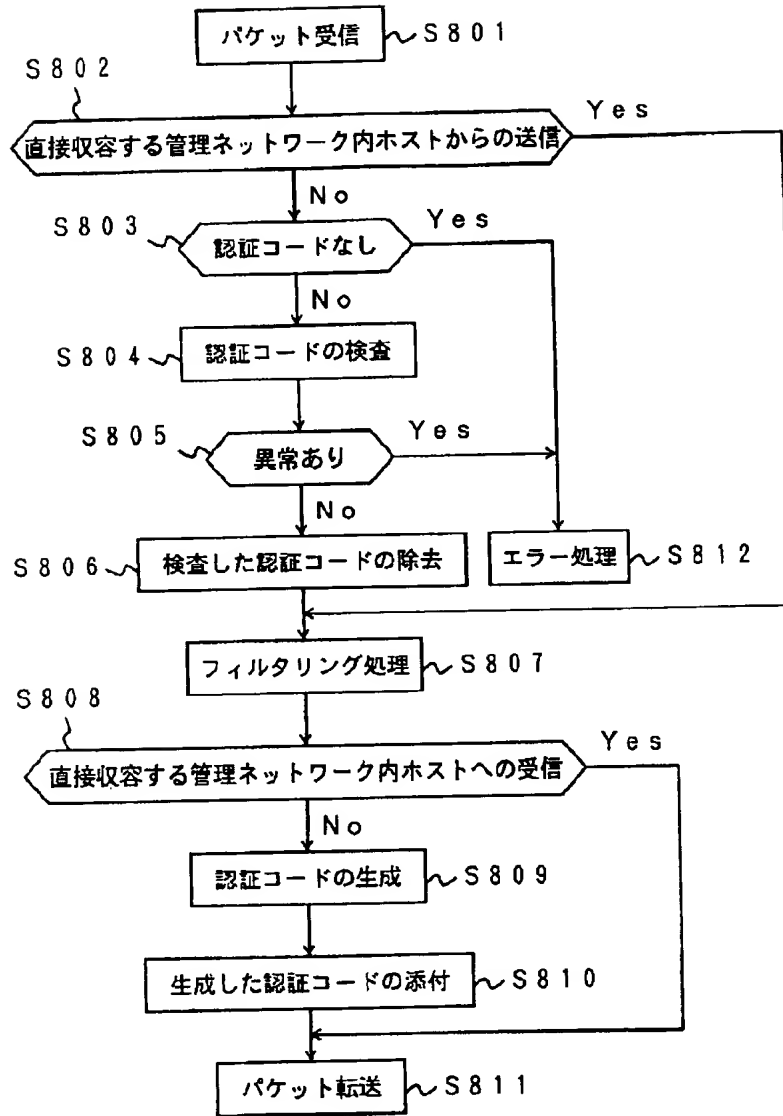 パケット受信 S801
S802
直接収容する管理ネットワーク内ホストからの送信 Yes
No
S803 認証コードなし Yes
No
S804 認証コードの検査
S805 異常あり Yes
No
S806 検査した認証コードの除去 エラー処理 S812
フィルタリング処理 S807
S808
直接収容する管理ネットワーク内ホストへの受信 Yes
No
認証コードの生成 S809
生成した認証コードの添付 S810
パケット転送 S811